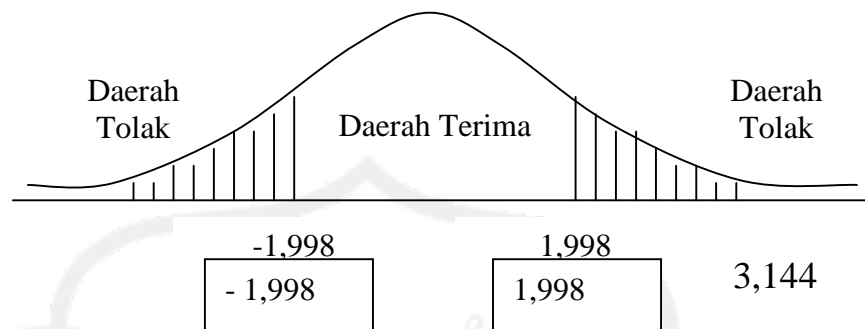 Daerah
Tolak
Daerah Terima
Daerah
Tolak
-1,998
1,998
3,144
- 1,998
1,998